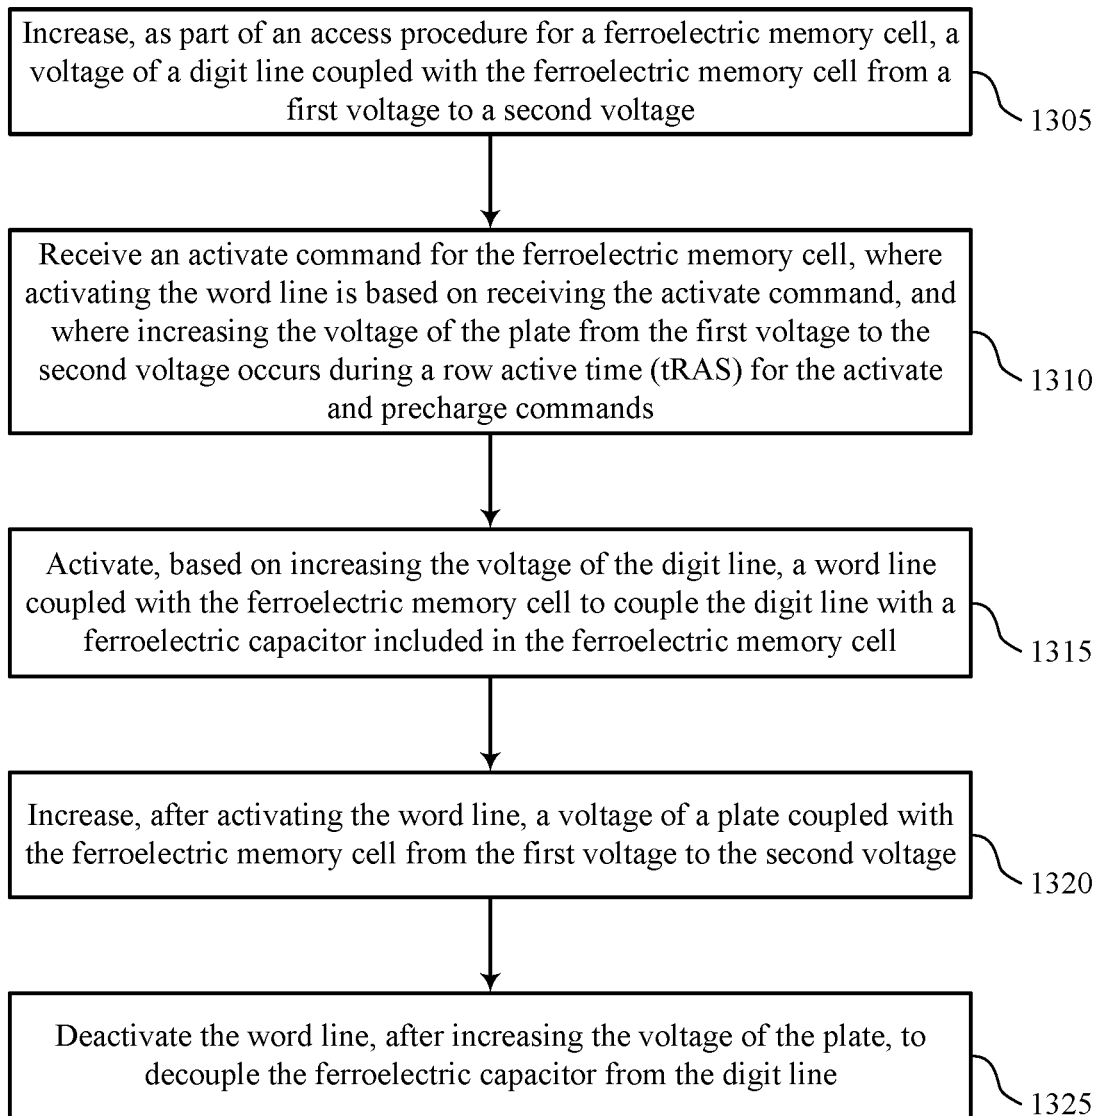 Increase, as part of an access procedure for a ferroelectric memory cell, a
voltage of a digit line coupled with the ferroelectric memory cell from a
first voltage to a second voltage
1305
Receive an activate command for the ferroelectric memory cell, where
activating the word line is based on receiving the activate command, and
where increasing the voltage of the plate from the first voltage to the
second voltage occurs during a row active time (tRAS) for the activate
and precharge commands
1310
Activate, based on increasing the voltage of the digit line, a word line
coupled with the ferroelectric memory cell to couple the digit line with a
ferroelectric capacitor included in the ferroelectric memory cell
1315
Increase, after activating the word line, a voltage of a plate coupled with
the ferroelectric memory cell from the first voltage to the second voltage
1320
Deactivate the word line, after increasing the voltage of the plate, to
decouple the ferroelectric capacitor from the digit line
1325